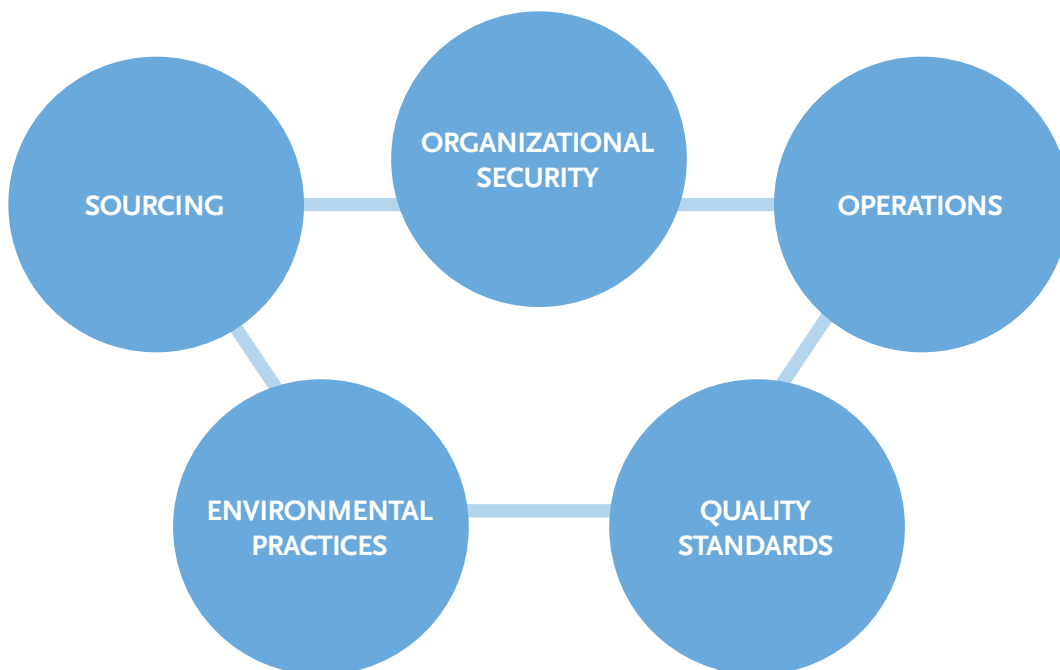 ORGANIZATIONAL
SECURITY
SOURCING
OPERATIONS
ENVIRONMENTAL
PRACTICES
QUALITY
STANDARDS